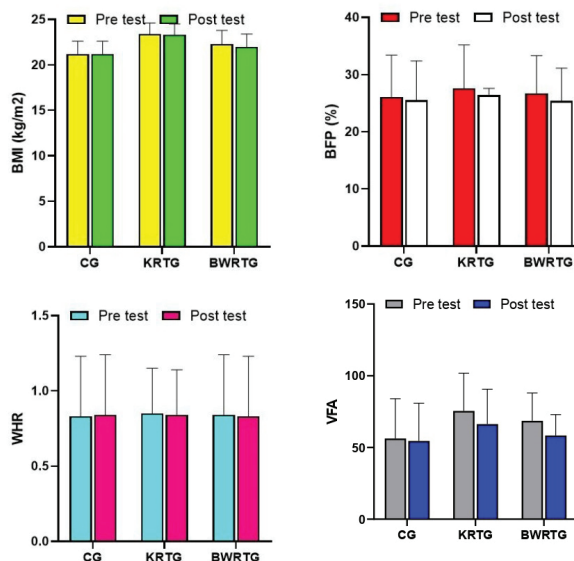 Pre test Post test
BMI (kg/m2)
25
20
15
10
5
0
CG KRTG BWRTG
Pre test Post test
BFP (%)
40
30
20
10
0
CG KRTG BWRTG
Pre test Post test
WHR
1.5
1.0
0.5
0.0
CG KRTG BWRTG
Pre test Post test
VFA
150
100
50
0
CG KRTG BWRTG